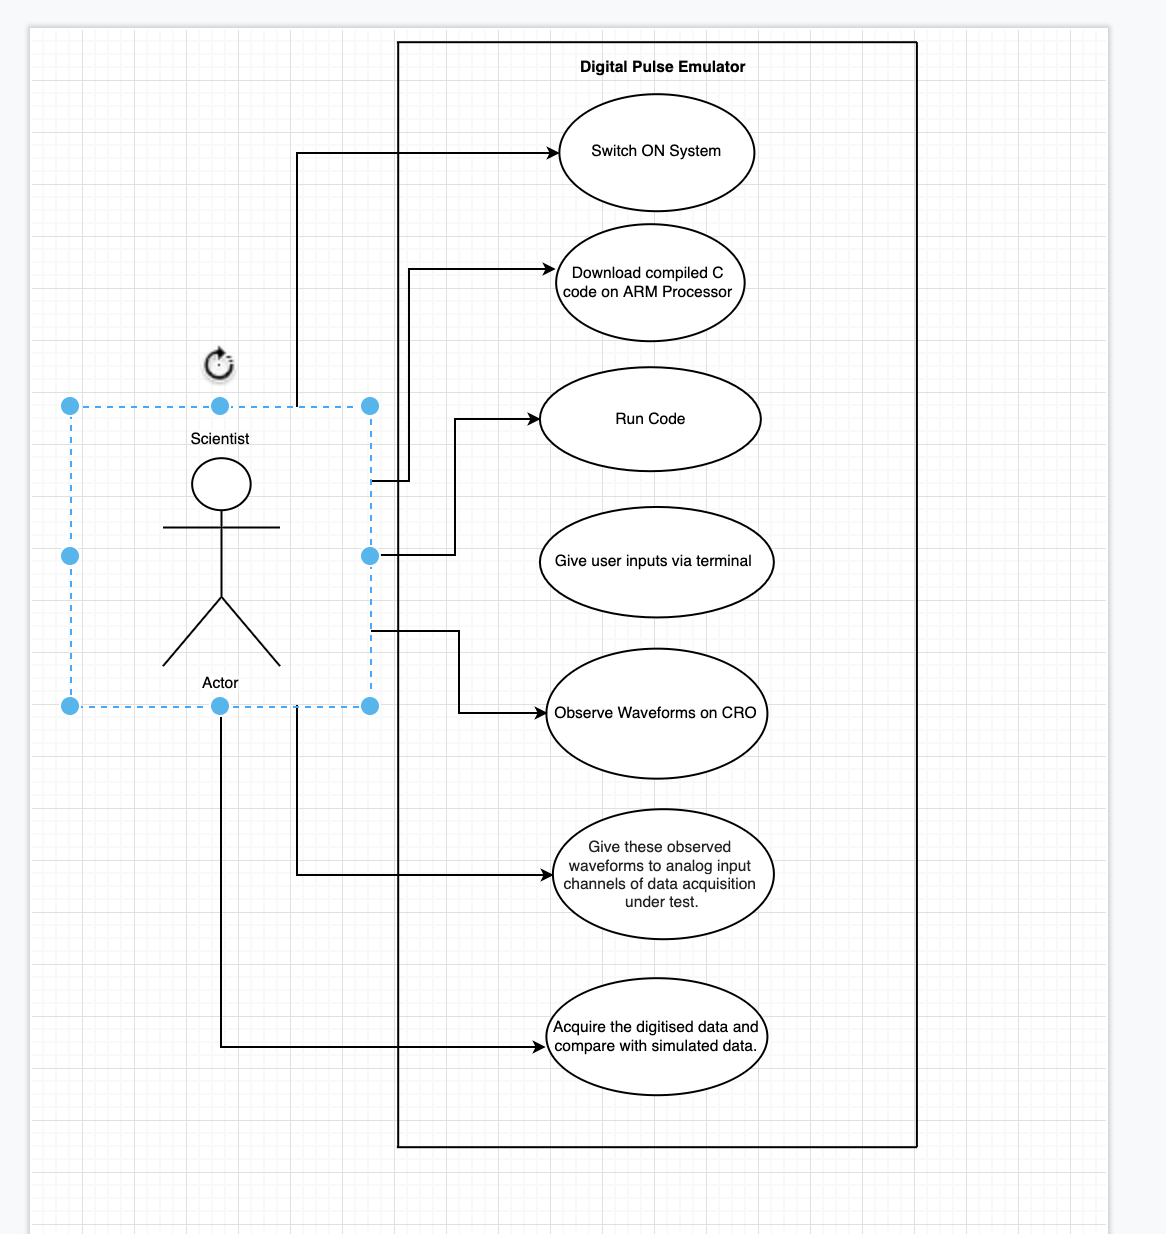 Digital Pulse Emulator
Switch ON System
Download compiled C
code on ARM Processor
Run Code
Scientist
Give user inputs via terminal
Actor
Observe Waveforms on CRO
Give these observed
waveforms to analog input
channels of data acquisition
under test.
Acquire the digitised data and
compare with simulated data.